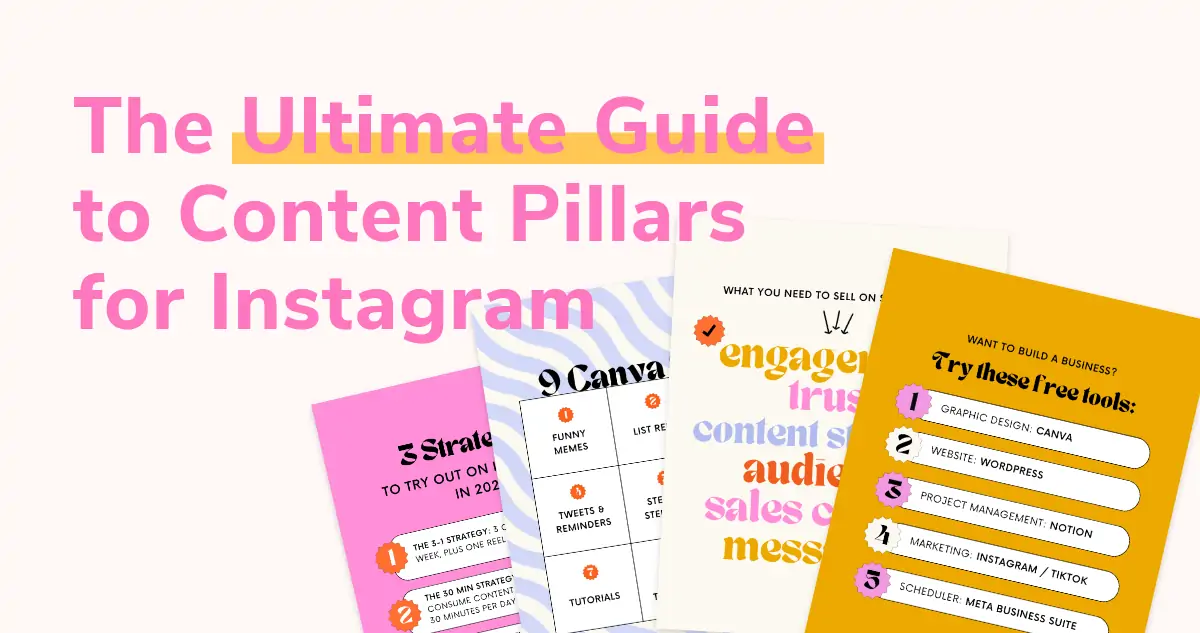 The Ultimate Guide
to Content Pillars
for Instagram
3 Strate
TO TRY OUT ON
IN 202
1
THE 3-1 STRATEGY: 3
WEEK, PLUS ONE REEL
2
THE 30 MIN STRATEGY
CONSUME CONTENT
30 MINUTES PER DAY
9 Canva
1
FUNNY
MEMES
2
LIST RE
4
TWEETS &
REMINDERS
STE
STE
7
TUTORIALS
WHAT YOU NEED TO SELL ON
engage
trus
content s
audie
sales
mess
WANT TO BUILD A BUSINESS?
Try these free tools:
1 GRAPHIC DESIGN: CANVA
2 WEBSITE: WORDPRESS
3 PROJECT MANAGEMENT: NOTION
4 MARKETING: INSTAGRAM / TIKTOK
5 SCHEDULER: META BUSINESS SUITE